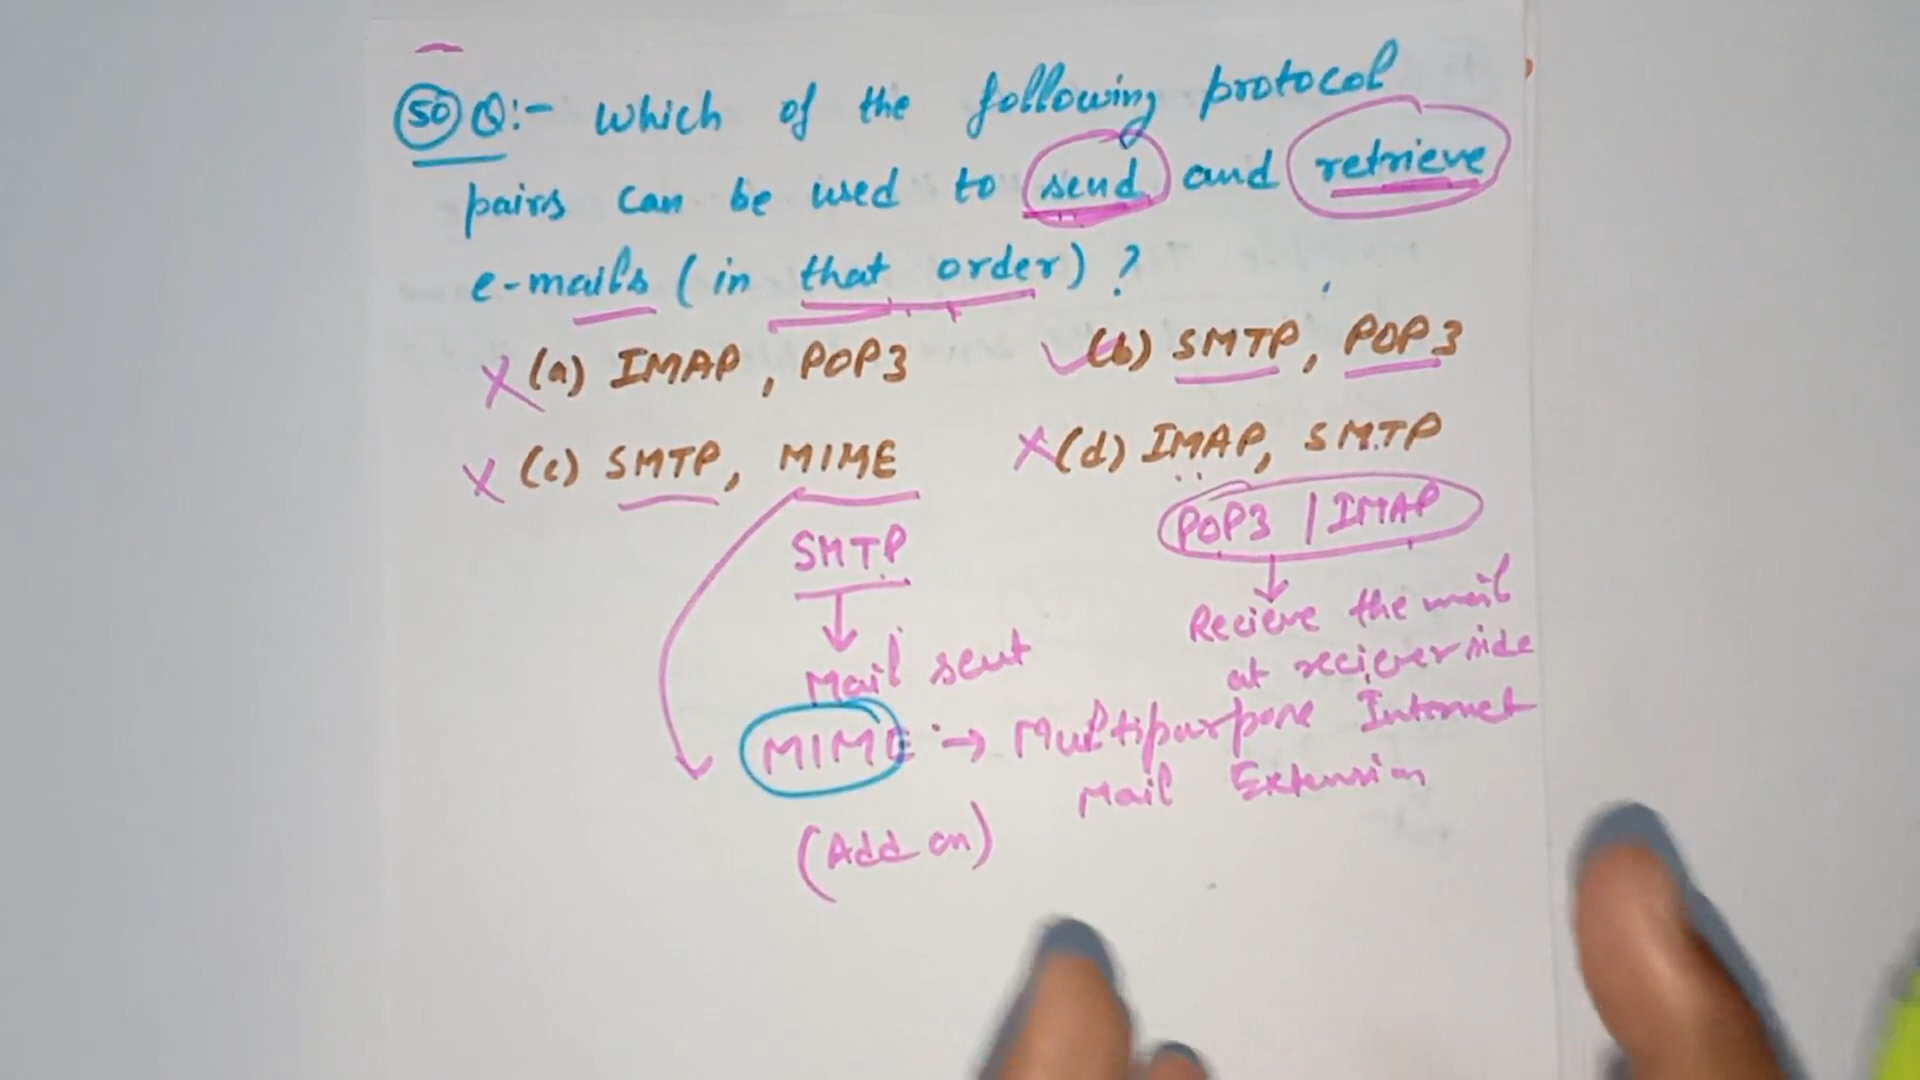 50 Q:- Which of the following protocol
pairs can be used to send and retrieve
e-mails (in that order) ?
(a) IMAP, POP3
(b) SMTP, POP3
(c) SMTP, MIME
(d) IMAP, SMTP
SMTP
Mail sent
POP3 / IMAP
Recieve the mail
at reciever side
MIME → Multipurpose Internet
Mail Extension
(Add on)